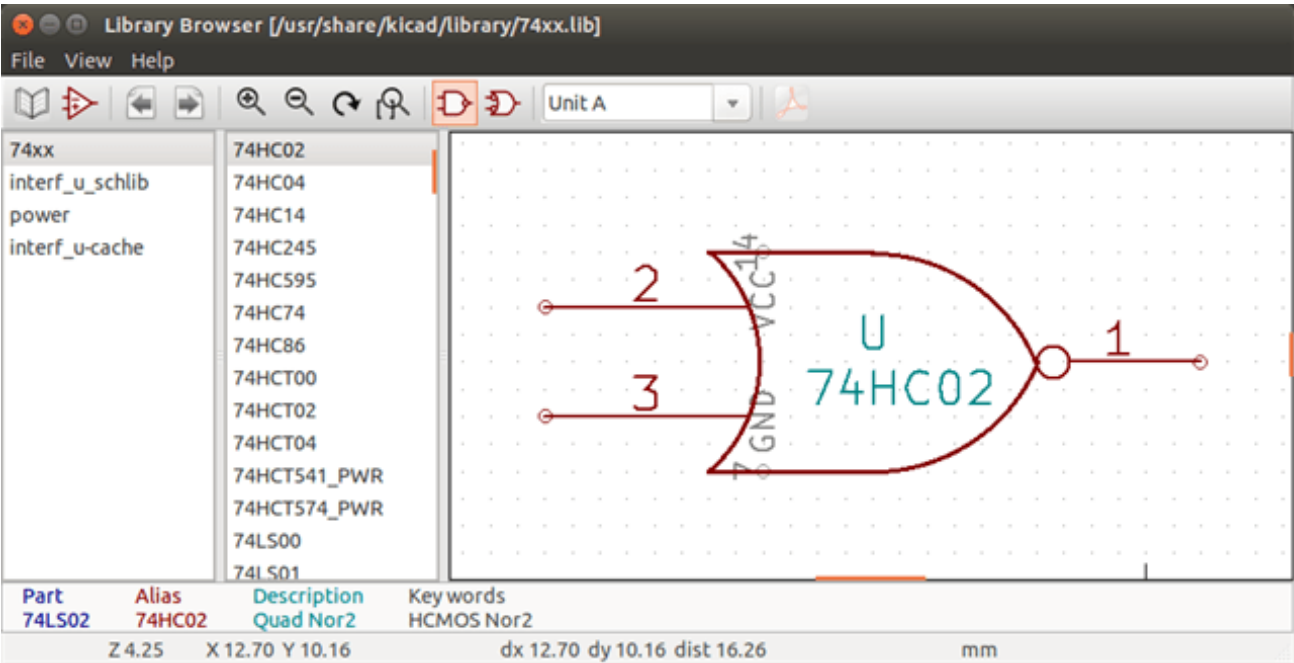 Library Browser [/usr/share/kicad/library/74xx.lib]
File View Help
Unit A
74xx
interf_u_schlib
power
interf_u-cache
74HC02
74HC04
74HC14
74HC245
74HC595
74HC74
74HC86
74HCT00
74HCT02
74HCT04
74HCT541_PWR
74HCT574_PWR
74LS00
74LS01
14
VCC
2
3
GND
7
U
74HC02
1
Part Alias Description Key words
74LS02 74HC02 Quad Nor2 HCMOS Nor2
Z 4.25 X 12.70 Y 10.16 dx 12.70 dy 10.16 dist 16.26 mm